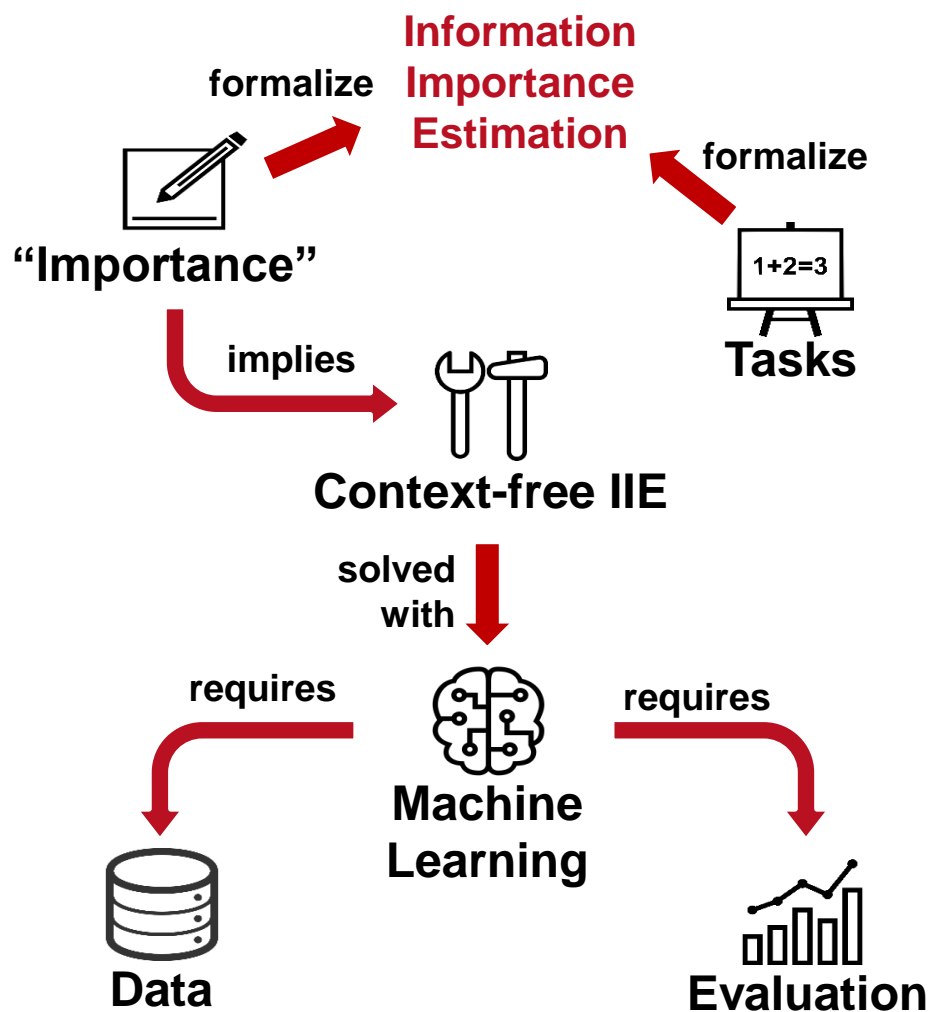 Information
Importance
Estimation
formalize
formalize
1+2=3
“Importance”
Tasks
implies
Context-free IIE
solved
with
requires
requires
Machine
Learning
Data
Evaluation